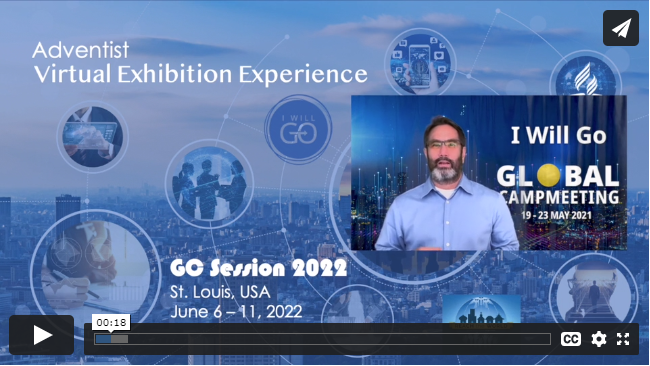 Adventist
Virtual Exhibition Experience
I WILL
GO
I Will Go
GLOBAL
CAMPMEETING
19 - 23 MAY 2021
GC Session 2022
St. Louis, USA
June 6 – 11, 2022
00:18
CC